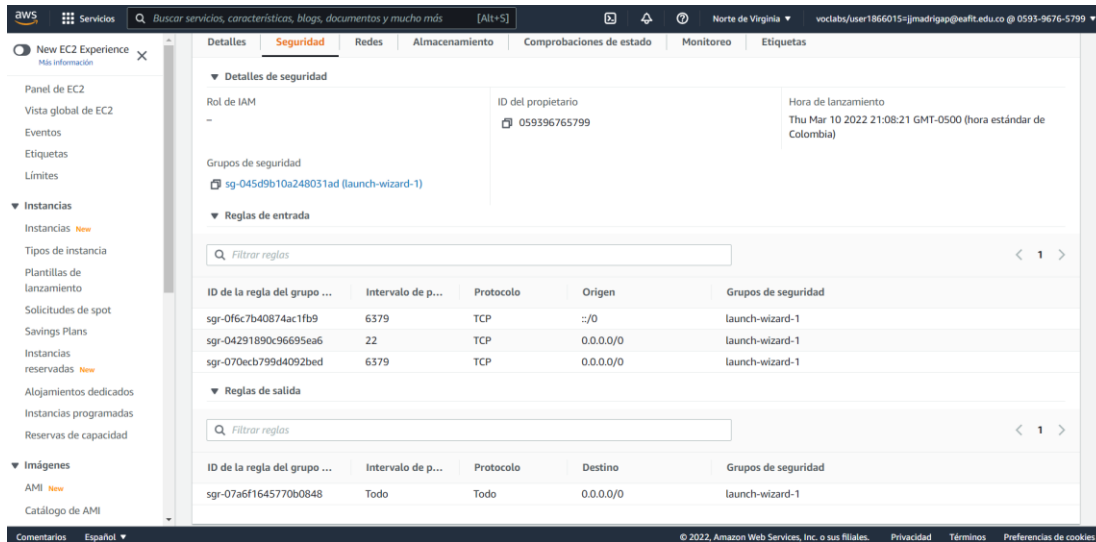 aws Servicios Buscar servicios, características, blogs, documentos y mucho más [Alt+S] Norte de Virginia voclabs/user1866015=jjmadrigap@eafit.edu.co @ 0593-9676-5799
New EC2 Experience
Más información
Panel de EC2
Vista global de EC2
Eventos
Etiquetas
Límites
Instancias
Instancias New
Tipos de instancia
Plantillas de
lanzamiento
Solicitudes de spot
Savings Plans
Instancias
reservadas New
Alojamientos dedicados
Instancias programadas
Reservas de capacidad
Imágenes
AMI New
Catálogo de AMI
Detalles Seguridad Redes Almacenamiento Comprobaciones de estado Monitoreo Etiquetas
Detalles de seguridad
Rol de IAM
–
ID del propietario
059396765799
Hora de lanzamiento
Thu Mar 10 2022 21:08:21 GMT-0500 (hora estándar de
Colombia)
Grupos de seguridad
sg-045d9b10a248031ad (launch-wizard-1)
Reglas de entrada
Filtrar reglas
1
ID de la regla del grupo ... Intervalo de p... Protocolo Origen Grupos de seguridad
sgr-0f6c7b40874ac1fb9 6379 TCP ::/0 launch-wizard-1
sgr-04291890c96695ea6 22 TCP 0.0.0.0/0 launch-wizard-1
sgr-070ecb799d4092bed 6379 TCP 0.0.0.0/0 launch-wizard-1
Reglas de salida
Filtrar reglas
1
ID de la regla del grupo ... Intervalo de p... Protocolo Destino Grupos de seguridad
sgr-07a6f1645770b0848 Todo Todo 0.0.0.0/0 launch-wizard-1
Comentarios Español © 2022, Amazon Web Services, Inc. o sus filiales. Privacidad Términos Preferencias de cookies